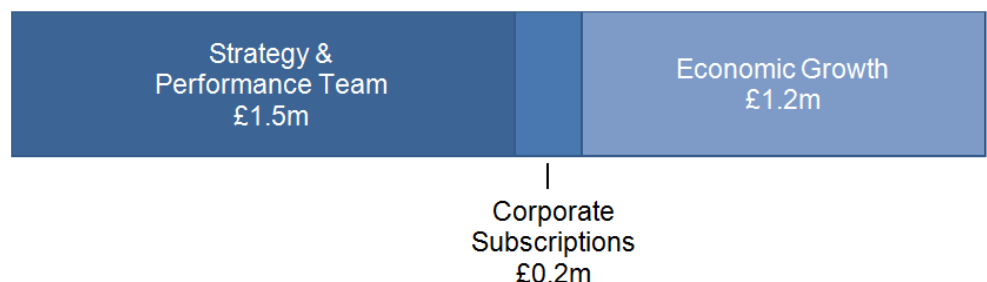 Strategy &
Performance Team
£1.5m
Economic Growth
£1.2m
Corporate
Subscriptions
£0.2m